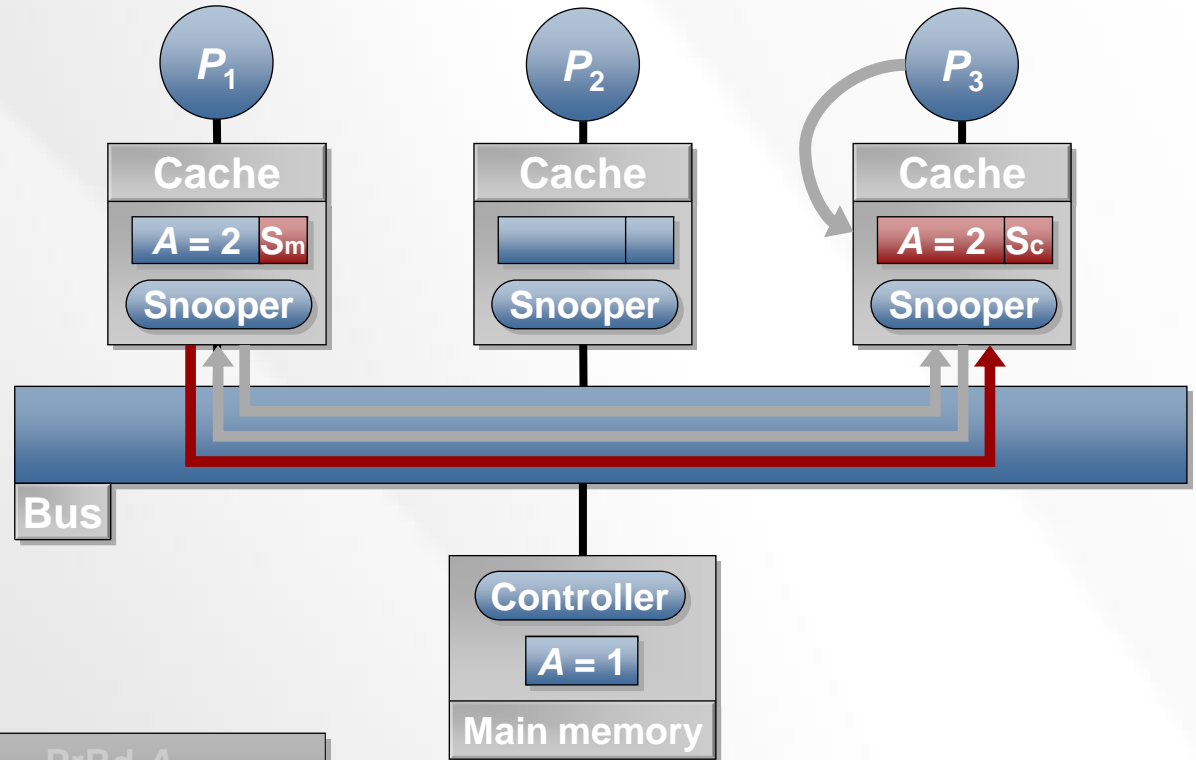 P1
P2
P3
Cache
Cache
Cache
A = 2 Sm
A = 2 Sc
Snooper
Snooper
Snooper
Bus
Controller
A = 1
Main memory